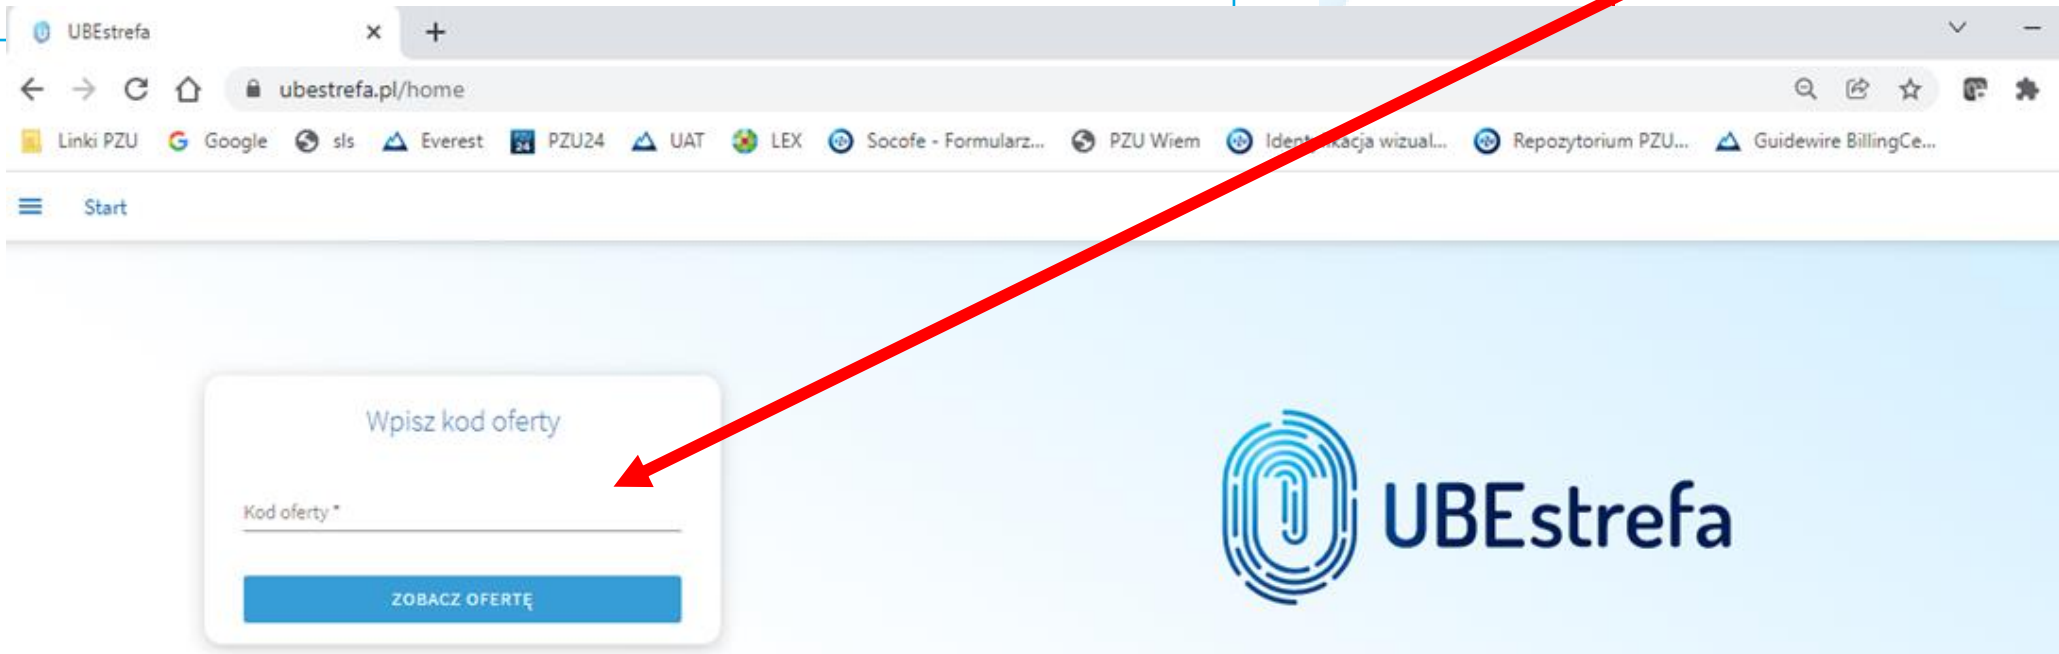 UBEstrefa
ubestrefa.pl/home
Linki PZU Google sls Everest PZU24 UAT LEX Socofe - Formularz... PZU Wiem wizual... Repozytorium PZU... Guidewire BillingCe...
Start
Wpisz kod oferty
Kod oferty *
ZOBACZ OFERTĘ
UBEstrefa